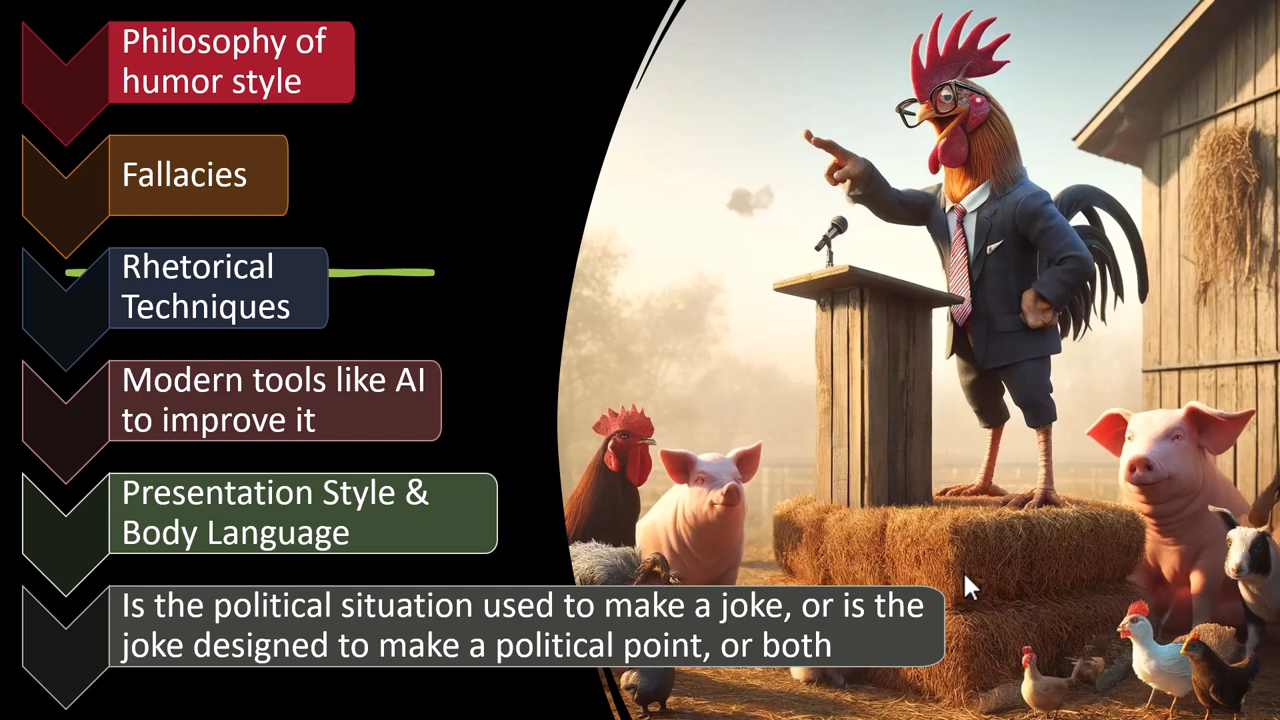 Philosophy of
humor style
Fallacies
Rhetorical
Techniques
Modern tools like AI
to improve it
Presentation Style &
Body Language
Is the political situation used to make a joke, or is the
joke designed to make a political point, or both